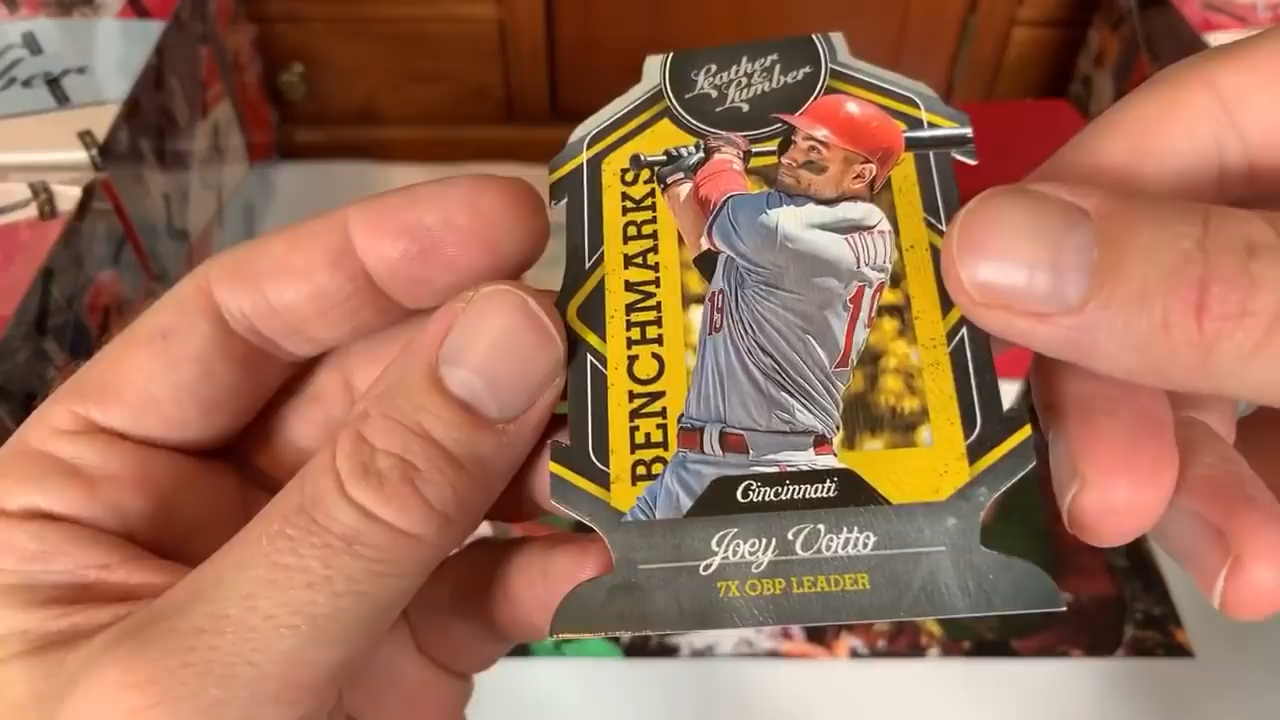 Leather
&
Lumber
BENCHMARKS
VOTTO
19
19
Cincinnati
Joey Votto
7X OBP LEADER